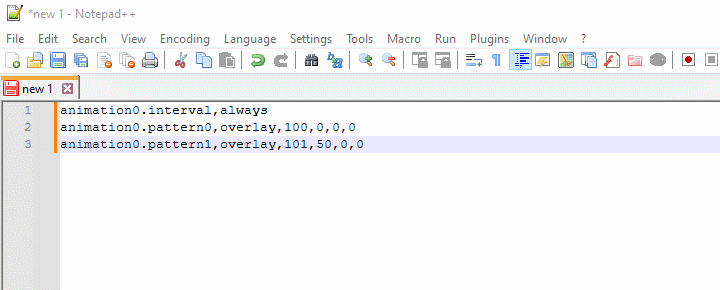 *new 1 - Notepad++
File Edit Search View Encoding Language Settings Tools Macro Run Plugins Window ?
new 1
1 animation0.interval,always
2 animation0.pattern0,overlay,100,0,0,0
3 animation0.pattern1,overlay,101,50,0,0